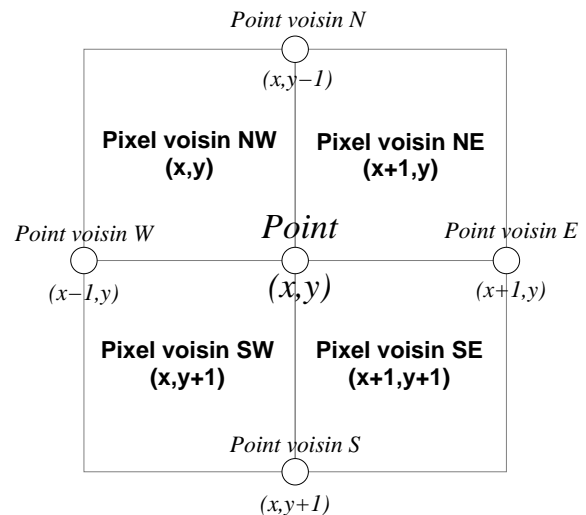 Point voisin N
(x,y−1)
Pixel voisin NW
(x,y)
Pixel voisin NE
(x+1,y)
Point voisin W
(x−1,y)
Point
(x,y)
Point voisin E
(x+1,y)
Pixel voisin SW
(x,y+1)
Pixel voisin SE
(x+1,y+1)
Point voisin S
(x,y+1)